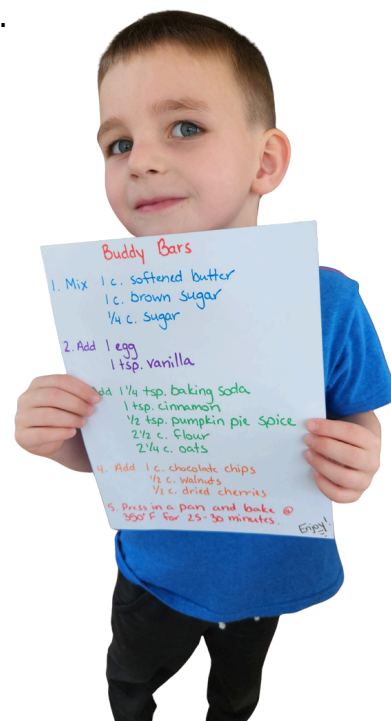 Buddy Bars
1. Mix 1 c. softened butter
1 c. brown sugar
1/4 c. sugar
2. Add 1 egg
1 tsp. vanilla
1 1/4 tsp. baking soda
1 tsp. cinnamon
1/2 tsp. pumpkin pie spice
2 1/2 c. flour
2 1/4 c. oats
4. Add 1 c. chocolate chips
1/2 c. walnuts
1/2 c. dried cherries
5. Press in a pan and bake @
350°F for 25-30 minutes.
Enjoy!